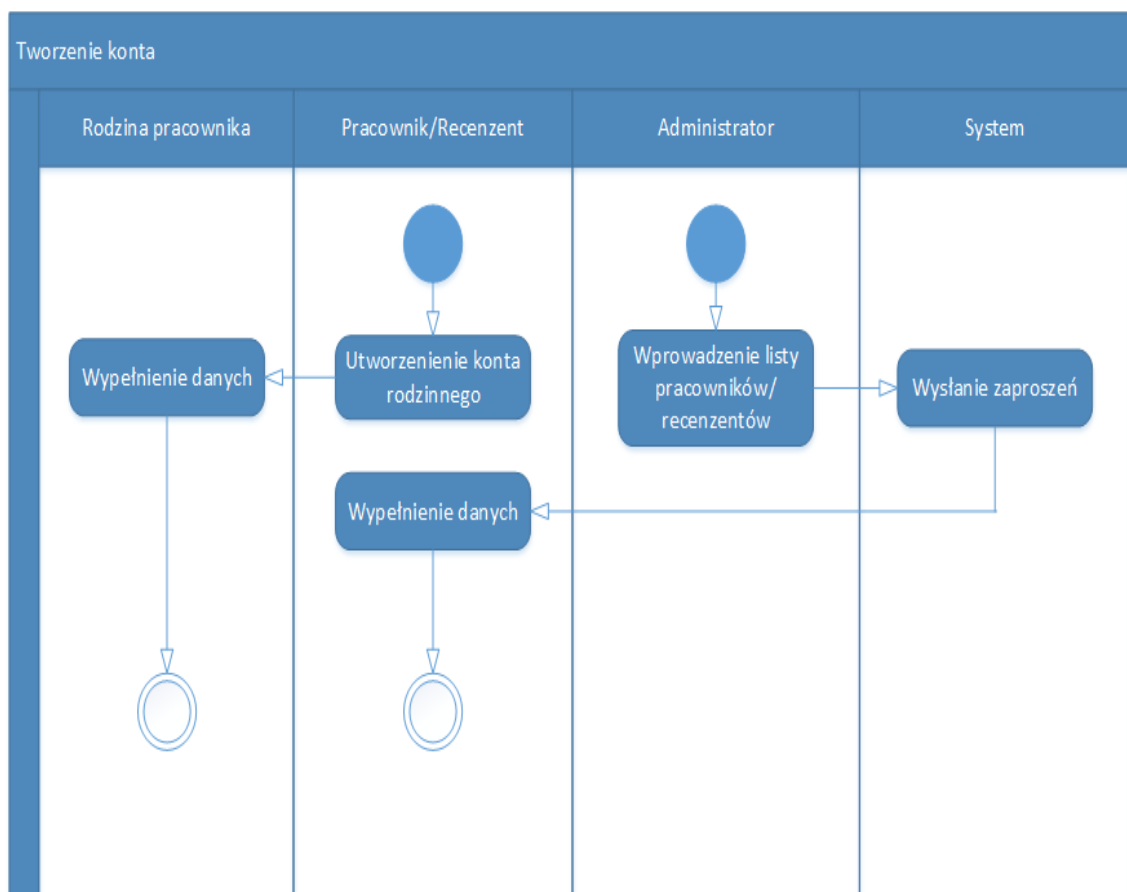 Tworzenie konta
Rodzina pracownika
Pracownik/Recenzent
Administrator
System
Wypełnienie danych
Utworzenienie konta
rodzinnego
Wprowadzenie listy
pracowników/
recenzentów
Wysłanie zaproszeń
Wypełnienie danych